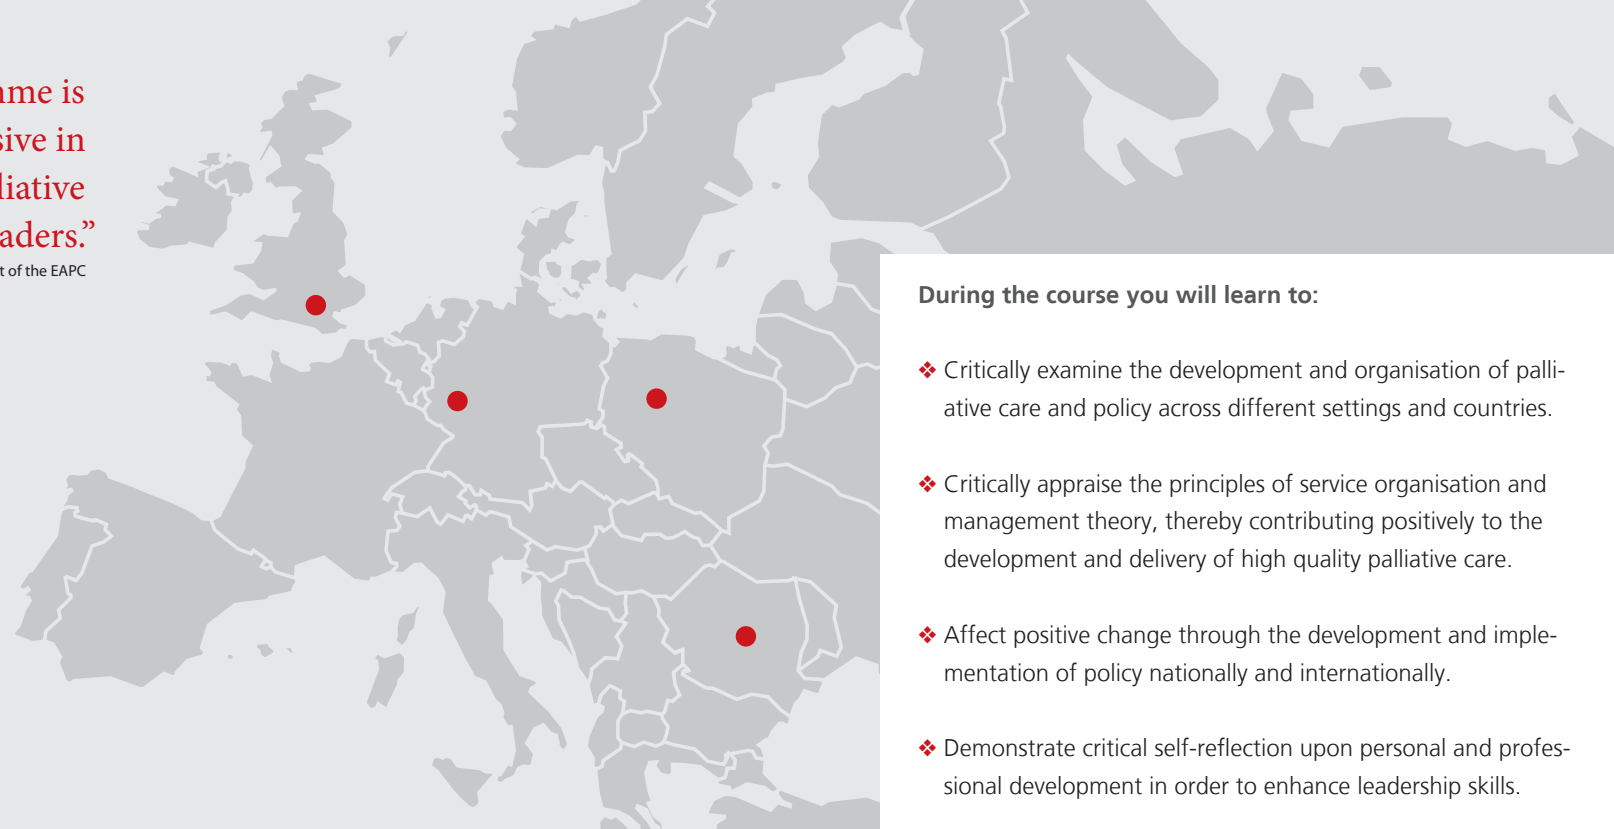 is
in
aders.”
t of the EAPC
During the course you will learn to:
❖ Critically examine the development and organisation of palli-
ative care and policy across different settings and countries.
❖ Critically appraise the principles of service organisation and
management theory, thereby contributing positively to the
development and delivery of high quality palliative care.
❖ Affect positive change through the development and imple-
mentation of policy nationally and internationally.
❖ Demonstrate critical self-reflection upon personal and profes-
sional development in order to enhance leadership skills.